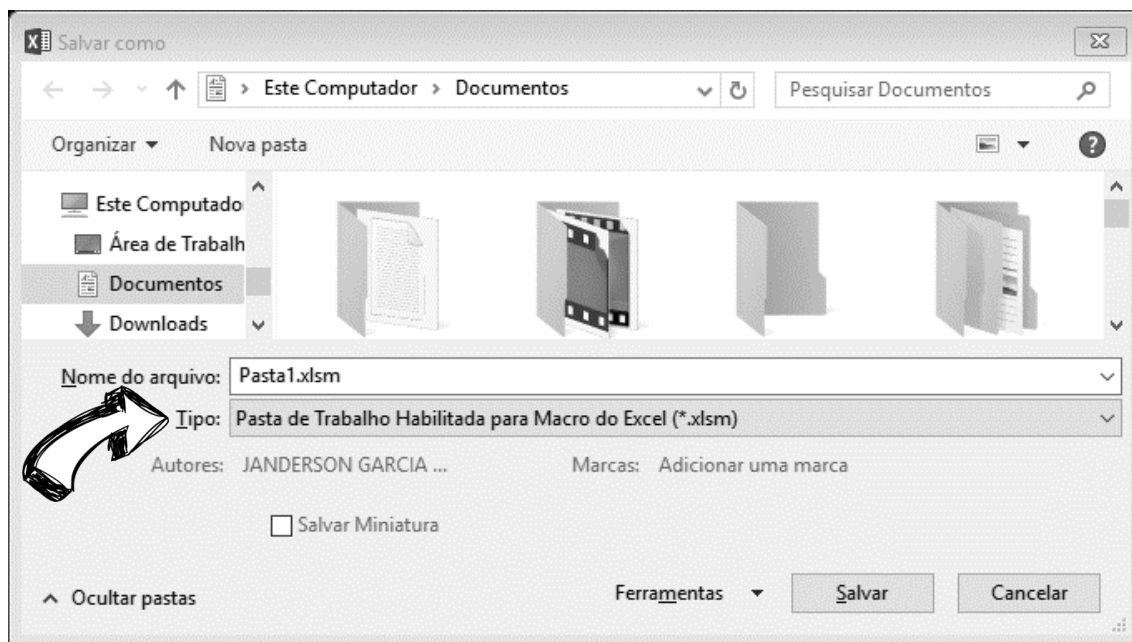 Salvar como
Este Computador > Documentos
Pesquisar Documentos
Organizar
Nova pasta
Este Computado
Área de Trabalh
Documentos
Downloads
Nome do arquivo: Pasta1.xlsm
Tipo: Pasta de Trabalho Habilitada para Macro do Excel (*.xlsm)
Autores: JANDERSON GARCIA ... Marcas: Adicionar uma marca
Salvar Miniatura
Ocultar pastas
Ferramentas
Salvar
Cancelar